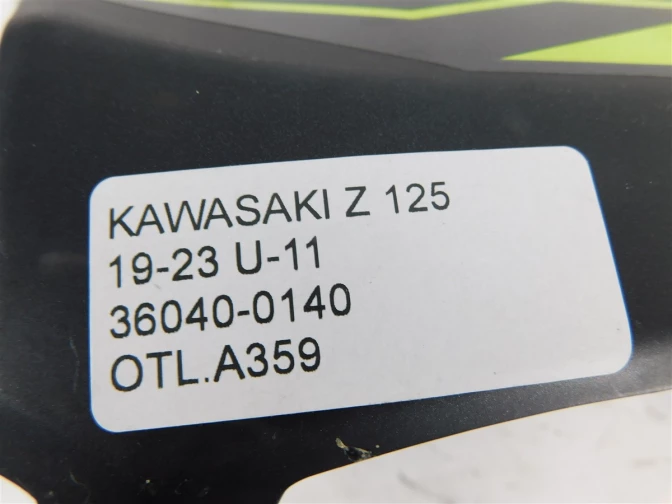 KAWASAKI Z 125
19-23 U-11
36040-0140
OTL.A359